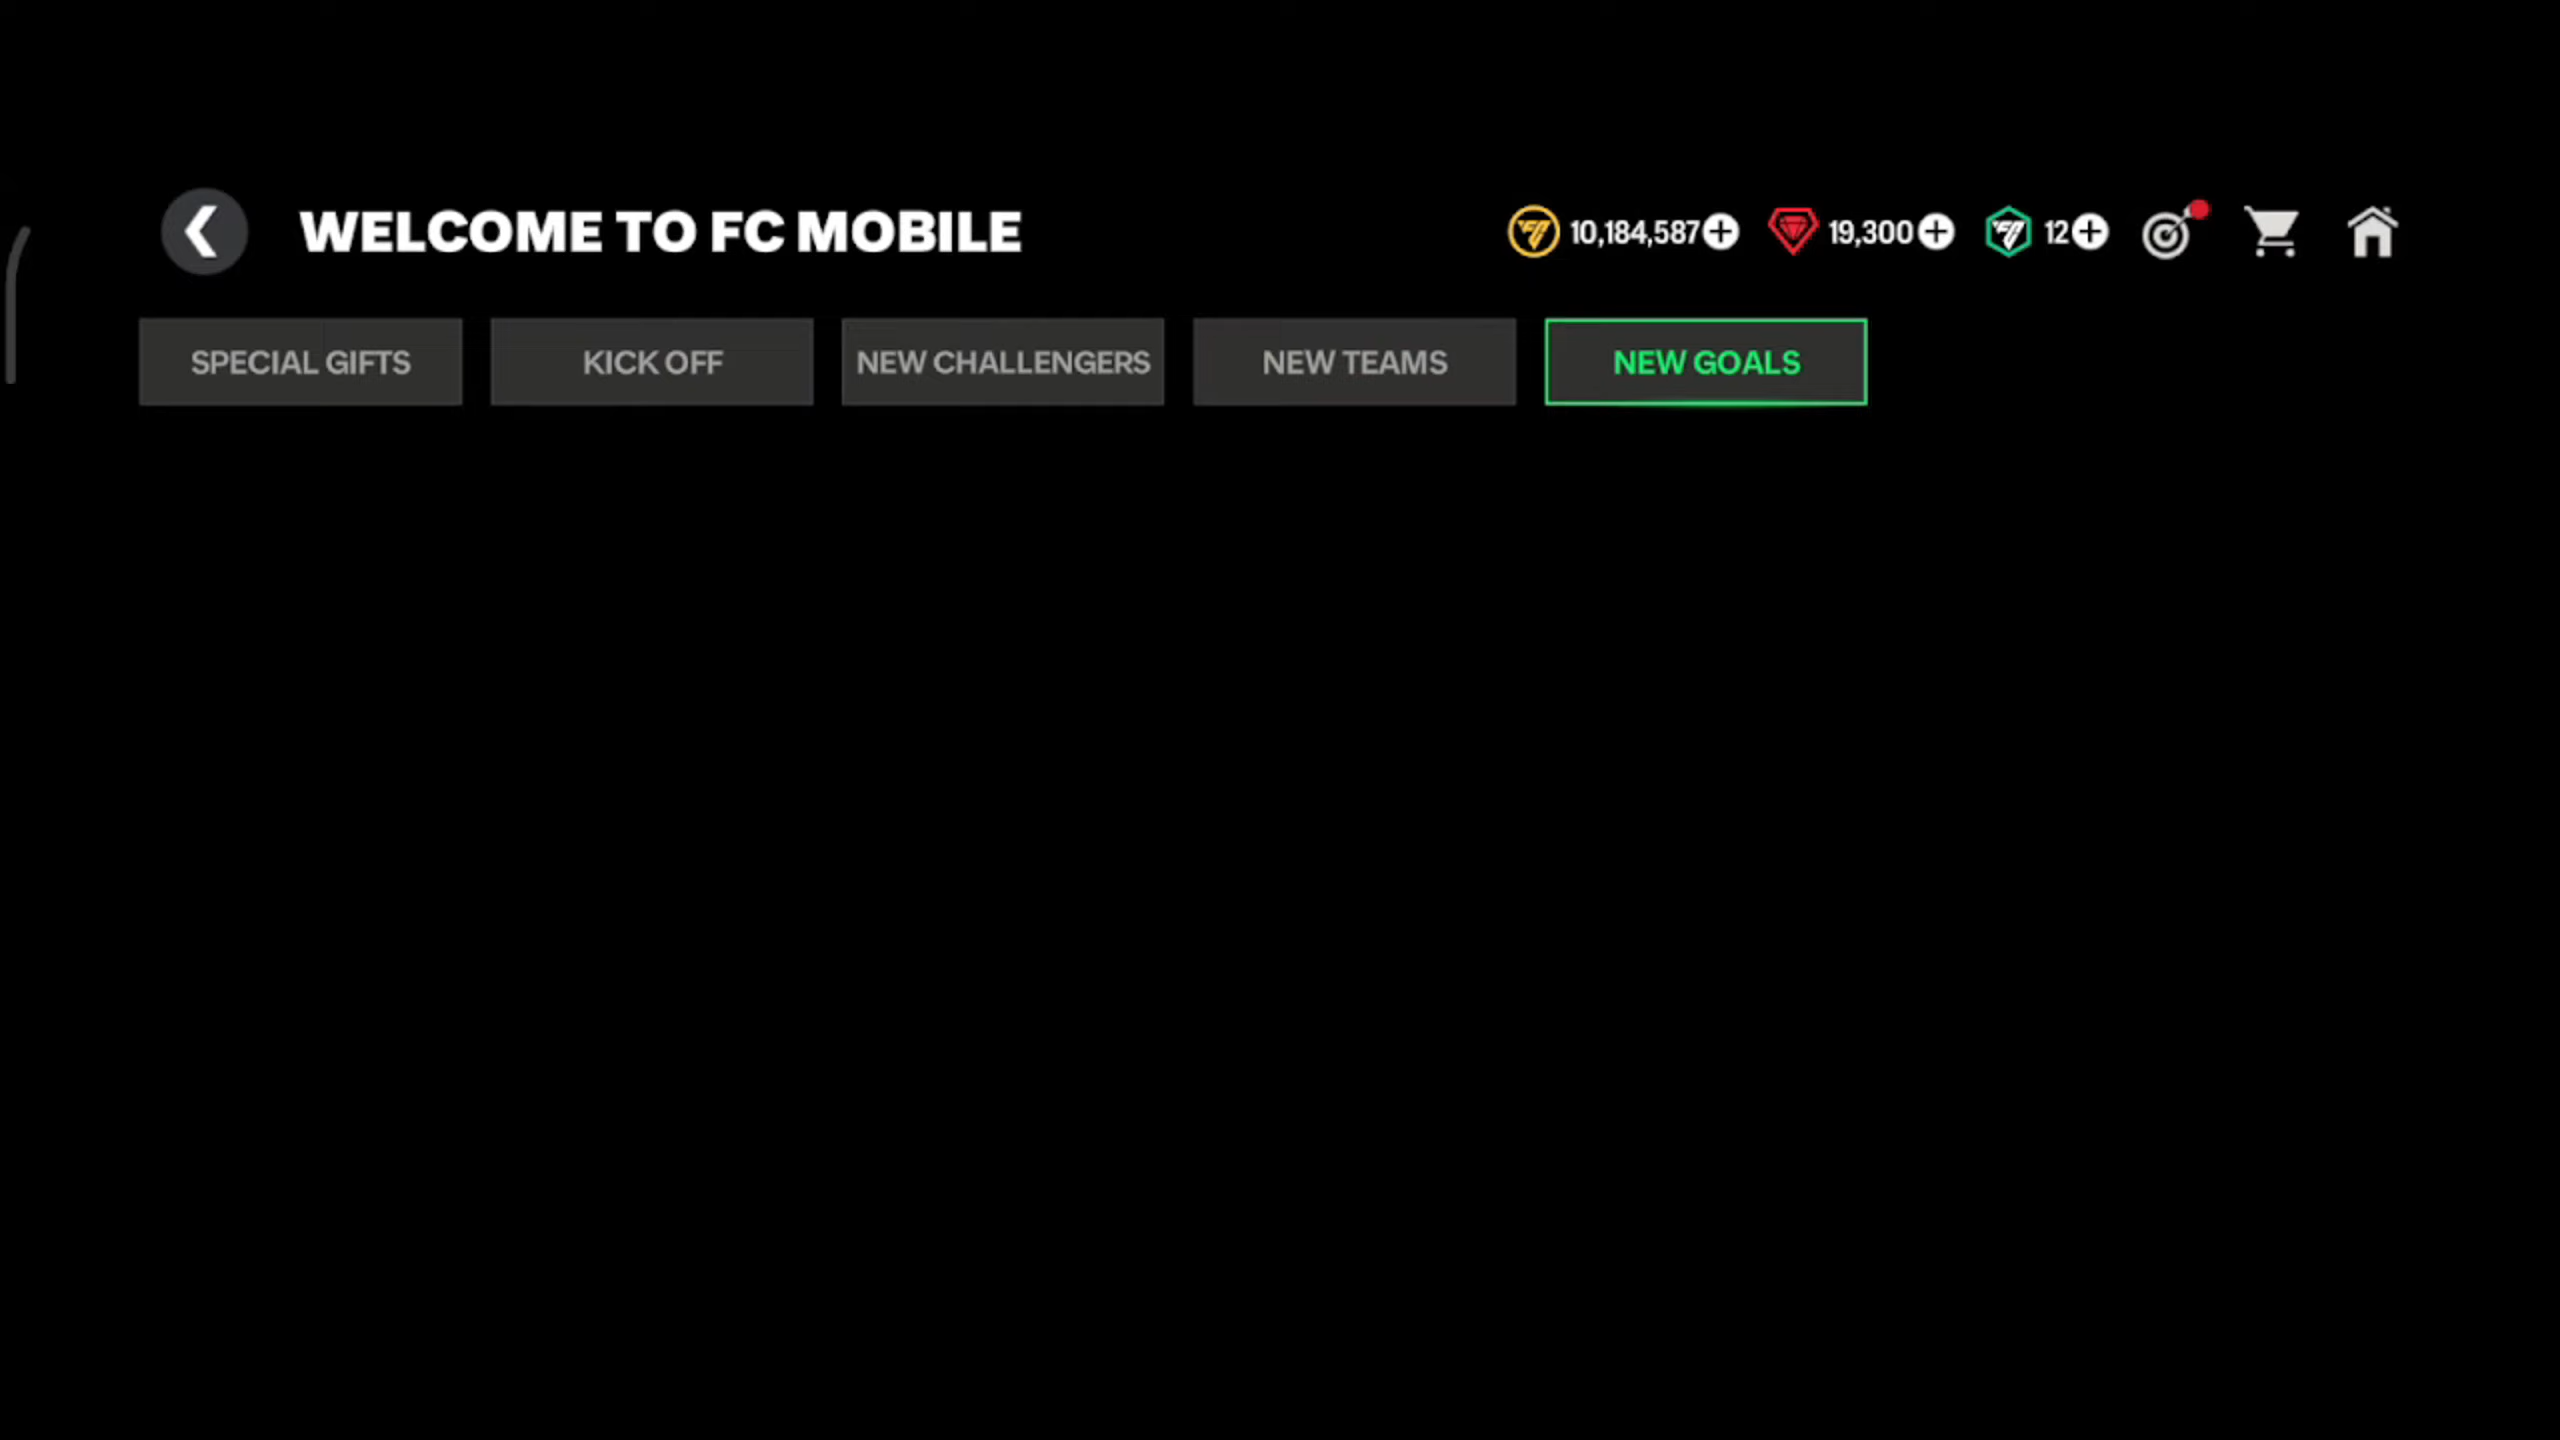 WELCOME TO FC MOBILE
10,184,587
19,300
12
SPECIAL GIFTS
KICK OFF
NEW CHALLENGERS
NEW TEAMS
NEW GOALS